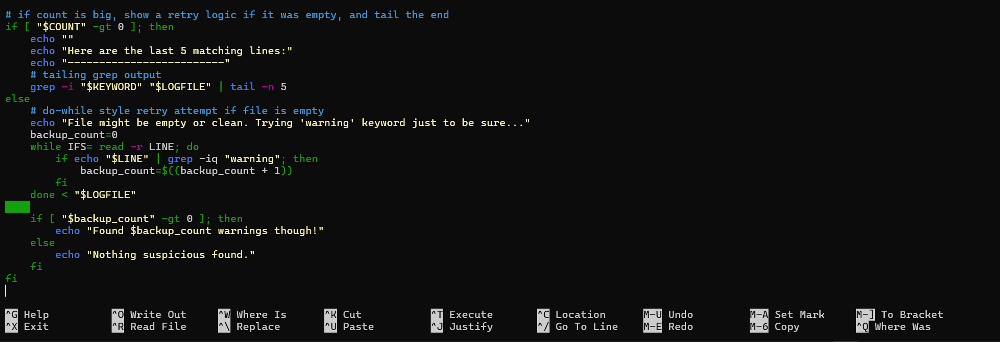 # if count is big, show a retry logic if it was empty, and tail the end
if [ "$COUNT" -gt 0 ]; then
    echo ""
    echo "Here are the last 5 matching lines:"
    echo "-------------------------"
    # tailing grep output
    grep -i "$KEYWORD" "$LOGFILE" | tail -n 5
else
    # do-while style retry attempt if file is empty
    echo "File might be empty or clean. Trying 'warning' keyword just to be sure..."
    backup_count=0
    while IFS= read -r LINE; do
        if echo "$LINE" | grep -iq "warning"; then
            backup_count=$((backup_count + 1))
        fi
    done < "$LOGFILE"
    if [ "$backup_count" -gt 0 ]; then
        echo "Found $backup_count warnings though!"
    else
        echo "Nothing suspicious found."
    fi
fi
^G Help ^O Write Out ^W Where Is ^K Cut ^T Execute ^C Location M-U Undo M-A Set Mark M-] To Bracket
^X Exit ^R Read File ^\ Replace ^U Paste ^J Justify ^/ Go To Line M-E Redo M-6 Copy ^Q Where Was